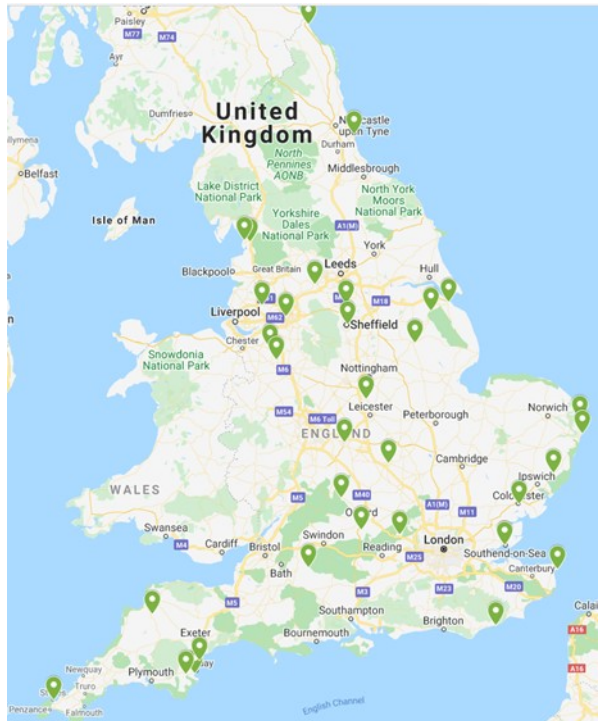 Paisley
M77
M74
Ayr
Dumfries
United
Kingdom
upon Tyne
Durham
North
Pennines
AONB
Middlesbrough
Belfast
Lake District
National Park
North York
Moors
National Park
Isle of Man
Yorkshire
Dales
National Park
A1(M)
York
Blackpool
Great Britain
Leeds
Hull
M18
Liverpool
M62
Sheffield
Chester
Snowdonia
National Park
M6
Nottingham
M54
M6 Toll
Leicester
Peterborough
Norwich
ENGLAND
Cambridge
WALES
M5
M40
A1(M)
M11
Ipswich
Swansea
M4
Cardiff
Bristol
Swindon
Reading
London
M25
Southend-on-Sea
Bath
Canterbury
M3
M23
M20
M5
Southampton
Brighton
Bournemouth
Exeter
A16
Newquay
Plymouth
A16
Truro
Penzance
Falmouth
English Channel